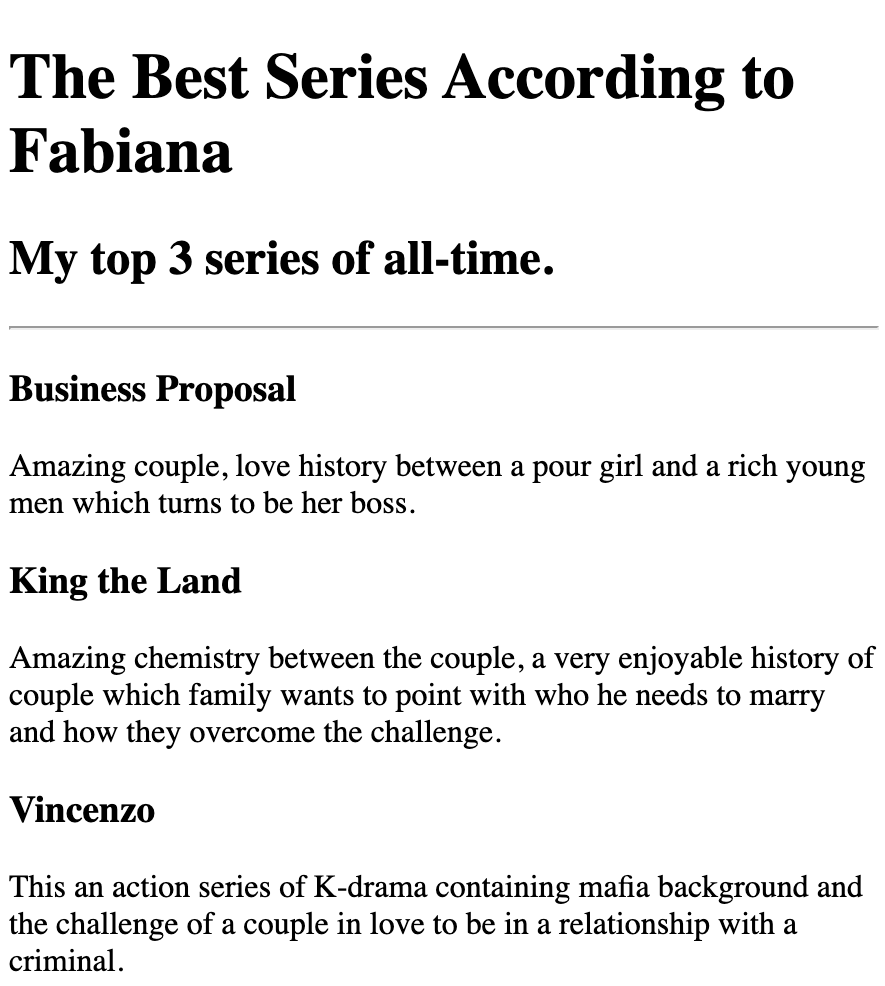 The Best Series According to
Fabiana
My top 3 series of all-time.
Business Proposal
Amazing couple, love history between a pour girl and a rich young
men which turns to be her boss.
King the Land
Amazing chemistry between the couple, a very enjoyable history of
couple which family wants to point with who he needs to marry
and how they overcome the challenge.
Vincenzo
This an action series of K-drama containing mafia background and
the challenge of a couple in love to be in a relationship with a
criminal.